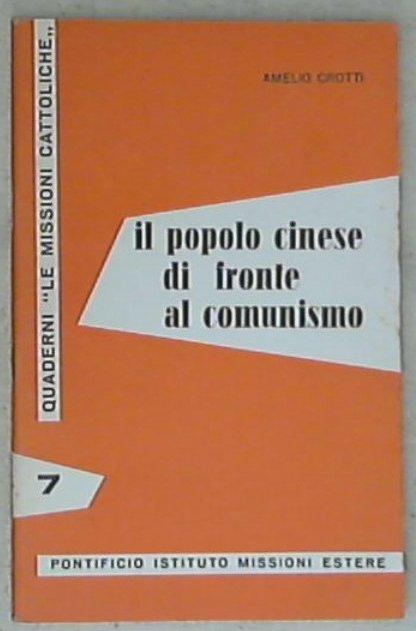 AMELIO CROTTI
QUADERNI "LE MISSIONI CATTOLICHE„
il popolo cinese
di fronte
al comunismo
7
PONTIFICIO ISTITUTO MISSIONI ESTERE